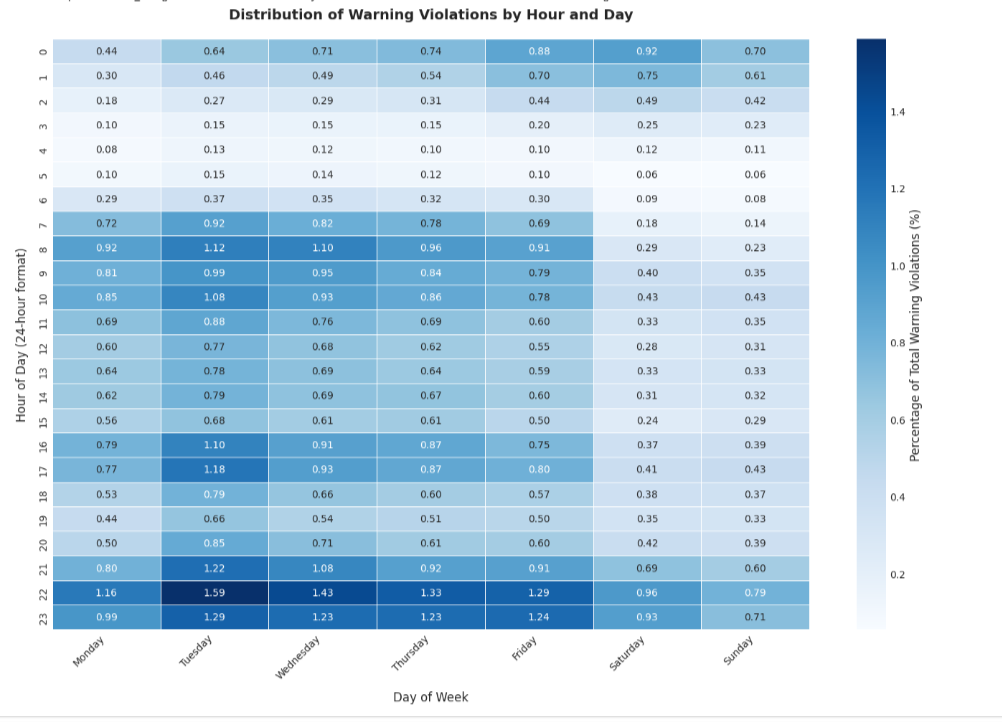 Distribution of Warning Violations by Hour and Day
0 0.44 0.64 0.71 0.74 0.88 0.92 0.70
1 0.30 0.46 0.49 0.54 0.70 0.75 0.61
2 0.18 0.27 0.29 0.31 0.44 0.49 0.42
3 0.10 0.15 0.15 0.15 0.20 0.25 0.23
4 0.08 0.13 0.12 0.10 0.10 0.12 0.11
5 0.10 0.15 0.14 0.12 0.10 0.06 0.06
6 0.29 0.37 0.35 0.32 0.30 0.09 0.08
7 0.72 0.92 0.82 0.78 0.69 0.18 0.14
8 0.92 1.12 1.10 0.96 0.91 0.29 0.23
9 0.81 0.99 0.95 0.84 0.79 0.40 0.35
10 0.85 1.08 0.93 0.86 0.78 0.43 0.43
11 0.69 0.88 0.76 0.69 0.60 0.33 0.35
12 0.60 0.77 0.68 0.62 0.55 0.28 0.31
13 0.64 0.78 0.69 0.64 0.59 0.33 0.33
14 0.62 0.79 0.69 0.67 0.60 0.31 0.32
15 0.56 0.68 0.61 0.61 0.50 0.24 0.29
16 0.79 1.10 0.91 0.87 0.75 0.37 0.39
17 0.77 1.18 0.93 0.87 0.80 0.41 0.43
18 0.53 0.79 0.66 0.60 0.57 0.38 0.37
19 0.44 0.66 0.54 0.51 0.50 0.35 0.33
20 0.50 0.85 0.71 0.61 0.60 0.42 0.39
21 0.80 1.22 1.08 0.92 0.91 0.69 0.60
22 1.16 1.59 1.43 1.33 1.29 0.96 0.79
23 0.99 1.29 1.23 1.23 1.24 0.93 0.71
Monday Tuesday Wednesday Thursday Friday Saturday Sunday
Day of Week
Hour of Day (24-hour format)
1.4
1.2
1.0
0.8
0.6
0.4
0.2
Percentage of Total Warning Violations (%)